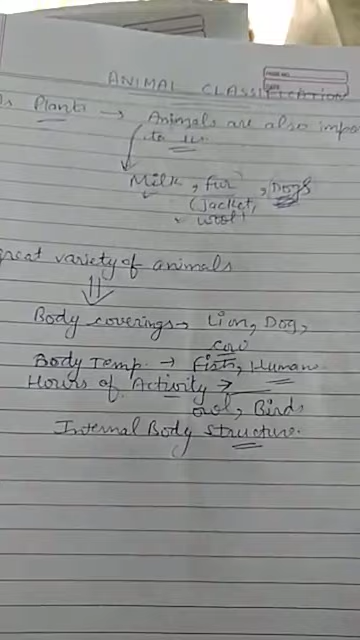 ANIMAL CLASSIFICATION
Plants → Animals are also impo
to us.
Milk, fur, Dogs
(Jacket,
wool)
great variety of animals
Body coverings → Lion, Dog,
Cow
Body Temp. → Fish, Human
Hours of Activity →
owl, Birds
Internal Body structure.